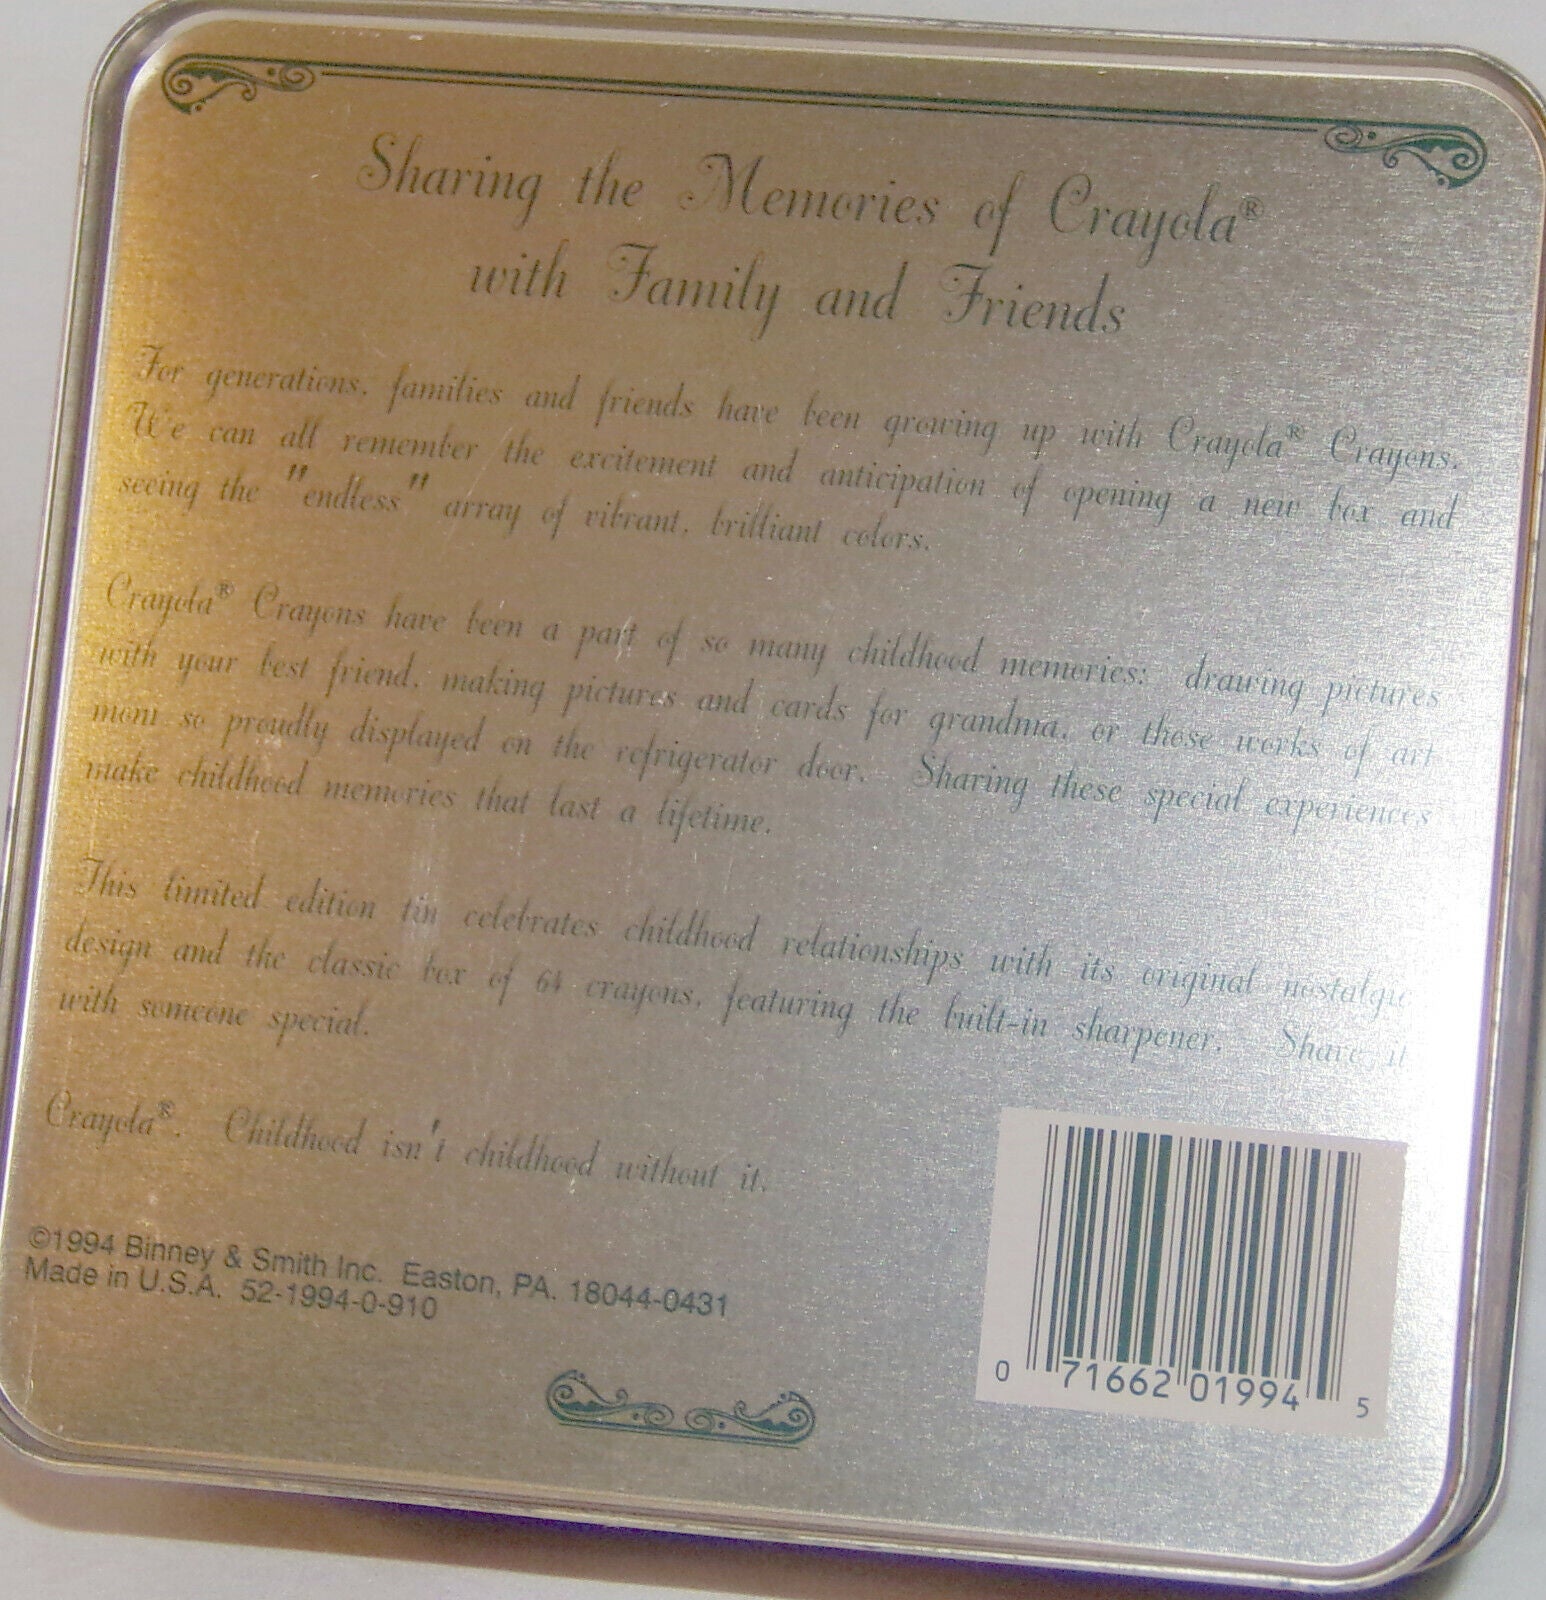 Sharing the Memories of Crayola®
with Family and Friends
For generations, families and friends have been growing up with Crayola® Crayons.
We can all remember the excitement and anticipation of opening a new box and
seeing the "endless" array of vibrant, brilliant colors.
Crayola® Crayons have been a part of so many childhood memories: drawing pictures
with your best friend, making pictures and cards for grandma, or those works of art
mom so proudly displayed on the refrigerator door. Sharing these special experiences
make childhood memories that last a lifetime.
This limited edition tin celebrates childhood relationships with its original nostalgic
design and the classic box of 64 crayons, featuring the built-in sharpener. Share it
with someone special.
Crayola®. Childhood isn't childhood without it.
©1994 Binney & Smith Inc. Easton, PA. 18044-0431
Made in U.S.A. 52-1994-0-910
0 71662 01994 5